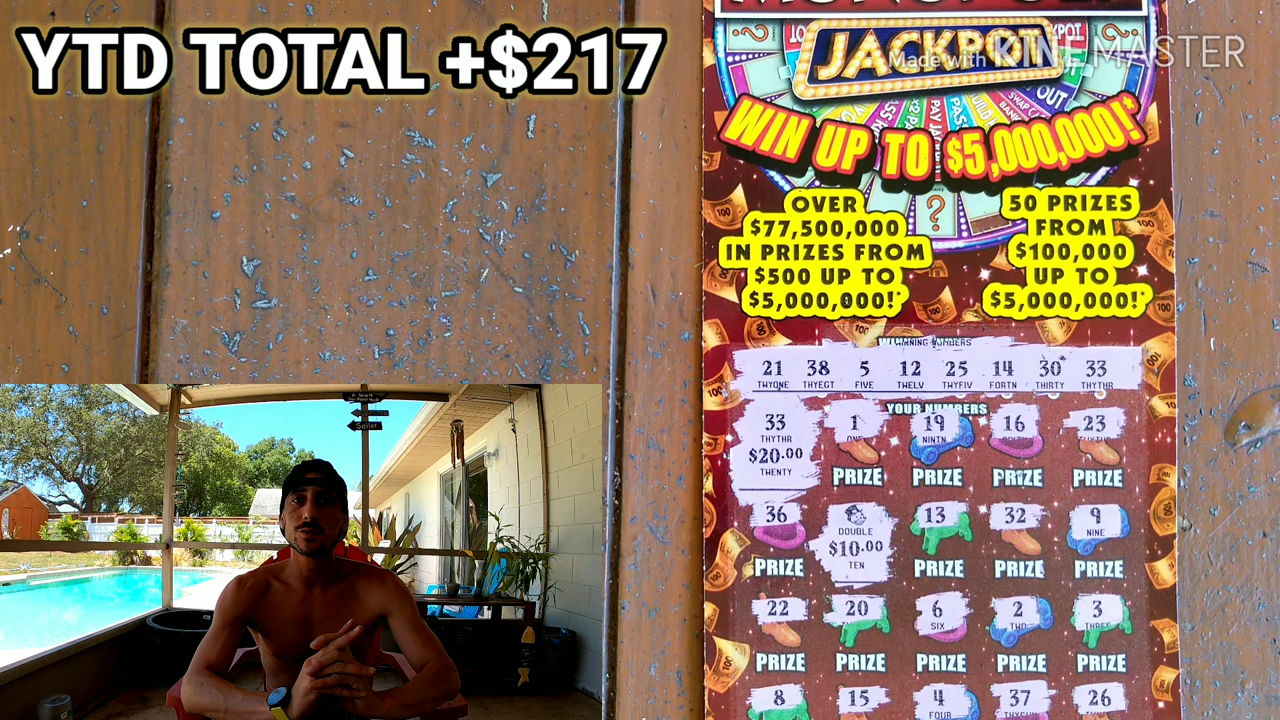 YTD TOTAL +$217
MONOPOLY
JACKPOT
Made with KINEMASTER
OUT
WIN UP TO $5,000,000!*
OVER
$77,500,000
IN PRIZES FROM
$500 UP TO
$5,000,000!*
50 PRIZES
FROM
$100,000
UP TO
$5,000,000!*
WINNING NUMBERS
21 38 5 12 25 14 30 33
THYONE THYEGT FIVE THELV THYFIV FORTN THIRTY THYTHR
YOUR NUMBERS
33 1 19 16 23
THYTHR ONE NINTN
$20.00
TWENTY
PRIZE PRIZE PRIZE PRIZE
36 13 32 9
NINE
DOUBLE
$10.00
TEN
PRIZE PRIZE PRIZE PRIZE
22 20 6 2 3
SIX TWO THREE
PRIZE PRIZE PRIZE PRIZE PRIZE
8 15 4 37 26
FOUR
Seller